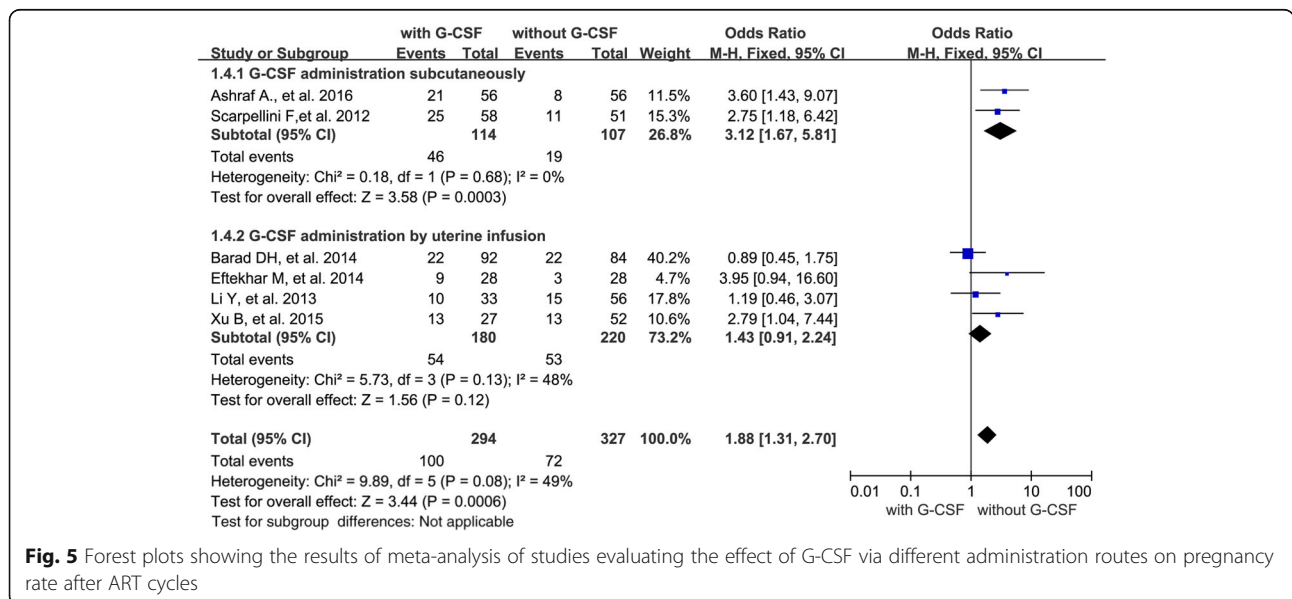 with G-CSF without G-CSF Odds Ratio Odds Ratio
Study or Subgroup Events Total Events Total Weight M-H, Fixed, 95% CI M-H, Fixed, 95% CI
1.4.1 G-CSF administration subcutaneously
Ashraf A., et al. 2016 21 56 8 56 11.5% 3.60 [1.43, 9.07]
Scarpellini F,et al. 2012 25 58 11 51 15.3% 2.75 [1.18, 6.42]
Subtotal (95% CI) 114 107 26.8% 3.12 [1.67, 5.81]
Total events 46 19
Heterogeneity: Chi² = 0.18, df = 1 (P = 0.68); I² = 0%
Test for overall effect: Z = 3.58 (P = 0.0003)
1.4.2 G-CSF administration by uterine infusion
Barad DH, et al. 2014 22 92 22 84 40.2% 0.89 [0.45, 1.75]
Eftekhar M, et al. 2014 9 28 3 28 4.7% 3.95 [0.94, 16.60]
Li Y, et al. 2013 10 33 15 56 17.8% 1.19 [0.46, 3.07]
Xu B, et al. 2015 13 27 13 52 10.6% 2.79 [1.04, 7.44]
Subtotal (95% CI) 180 220 73.2% 1.43 [0.91, 2.24]
Total events 54 53
Heterogeneity: Chi² = 5.73, df = 3 (P = 0.13); I² = 48%
Test for overall effect: Z = 1.56 (P = 0.12)
Total (95% CI) 294 327 100.0% 1.88 [1.31, 2.70]
Total events 100 72
Heterogeneity: Chi² = 9.89, df = 5 (P = 0.08); I² = 49%
Test for overall effect: Z = 3.44 (P = 0.0006)
Test for subgroup differences: Not applicable
0.01 0.1 1 10 100
with G-CSF without G-CSF
Fig. 5 Forest plots showing the results of meta-analysis of studies evaluating the effect of G-CSF via different administration routes on pregnancy
rate after ART cycles